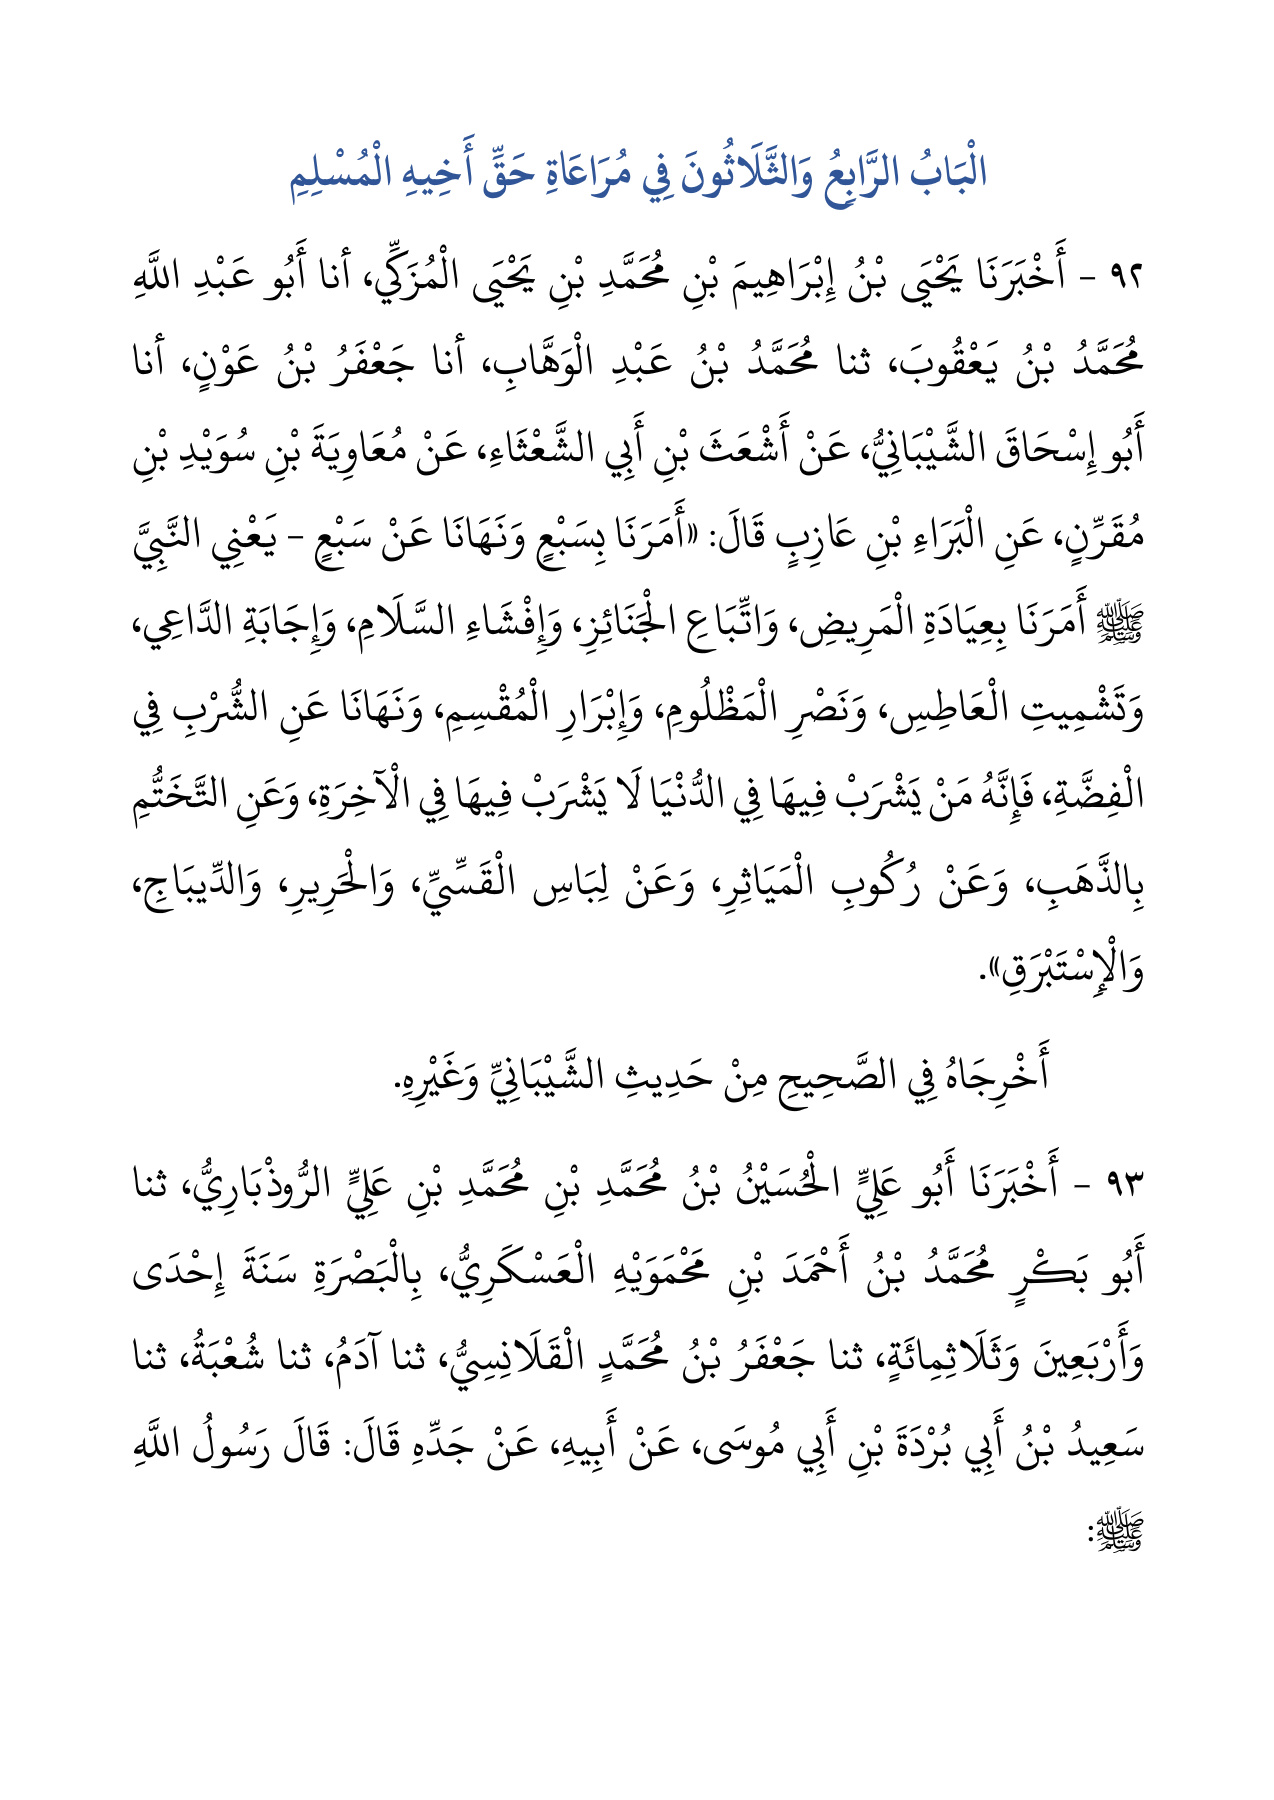 الْبَابُ الرَّابِعُ وَالثَّلَاثُونَ فِي مُرَاعَاةِ حَقِّ أَخِيهِ الْمُسْلِمِ
٩٢ - أَخْبَرَنَا يَحْيَى بْنُ إِبْرَاهِيمَ بْنِ مُحَمَّدِ بْنِ يَحْيَى الْمُزَكِّي، أنا أَبُو عَبْدِ اللَّهِ
مُحَمَّدُ بْنُ يَعْقُوبَ، ثنا مُحَمَّدُ بْنُ عَبْدِ الْوَهَّابِ، أنا جَعْفَرُ بْنُ عَوْنٍ، أنا
أَبُو إِسْحَاقَ الشَّيْبَانِيُّ، عَنْ أَشْعَثَ بْنِ أَبِي الشَّعْثَاءِ، عَنْ مُعَاوِيَةَ بْنِ سُوَيْدِ بْنِ
مُقَرِّنٍ، عَنِ الْبَرَاءِ بْنِ عَازِبٍ قَالَ: «أَمَرَنَا بِسَبْعٍ وَنَهَانَا عَنْ سَبْعٍ - يَعْنِي النَّبِيَّ
ﷺ أَمَرَنَا بِعِيَادَةِ الْمَرِيضِ، وَاتِّبَاعِ الْجَنَائِزِ، وَإِفْشَاءِ السَّلَامِ، وَإِجَابَةِ الدَّاعِي،
وَتَشْمِيتِ الْعَاطِسِ، وَنَصْرِ الْمَظْلُومِ، وَإِبْرَارِ الْمُقْسِمِ، وَنَهَانَا عَنِ الشُّرْبِ فِي
الْفِضَّةِ، فَإِنَّهُ مَنْ يَشْرَبْ فِيهَا فِي الدُّنْيَا لَا يَشْرَبْ فِيهَا فِي الْآخِرَةِ، وَعَنِ التَّخَتُّمِ
بِالذَّهَبِ، وَعَنْ رُكُوبِ الْمَيَاثِرِ، وَعَنْ لِبَاسِ الْقَسِّيِّ، وَالْحَرِيرِ، وَالدِّيبَاجِ،
وَالْإِسْتَبْرَقِ».
أَخْرِجَاهُ فِي الصَّحِيحِ مِنْ حَدِيثِ الشَّيْبَانِيِّ وَغَيْرِهِ.
٩٣ - أَخْبَرَنَا أَبُو عَلِيٍّ الْحُسَيْنُ بْنُ مُحَمَّدِ بْنِ مُحَمَّدِ بْنِ عَلِيٍّ الرُّوذْبَارِيُّ، ثنا
أَبُو بَكْرٍ مُحَمَّدُ بْنُ أَحْمَدَ بْنِ مَحْمَوَيْهِ الْعَسْكَرِيُّ، بِالْبَصْرَةِ سَنَةَ إِحْدَى
وَأَرْبَعِينَ وَثَلَاثِمِائَةٍ، ثنا جَعْفَرُ بْنُ مُحَمَّدٍ الْقَلَانِسِيُّ، ثنا آدَمُ، ثنا شُعْبَةُ، ثنا
سَعِيدُ بْنُ أَبِي بُرْدَةَ بْنِ أَبِي مُوسَى، عَنْ أَبِيهِ، عَنْ جَدِّهِ قَالَ: قَالَ رَسُولُ اللَّهِ
ﷺ: